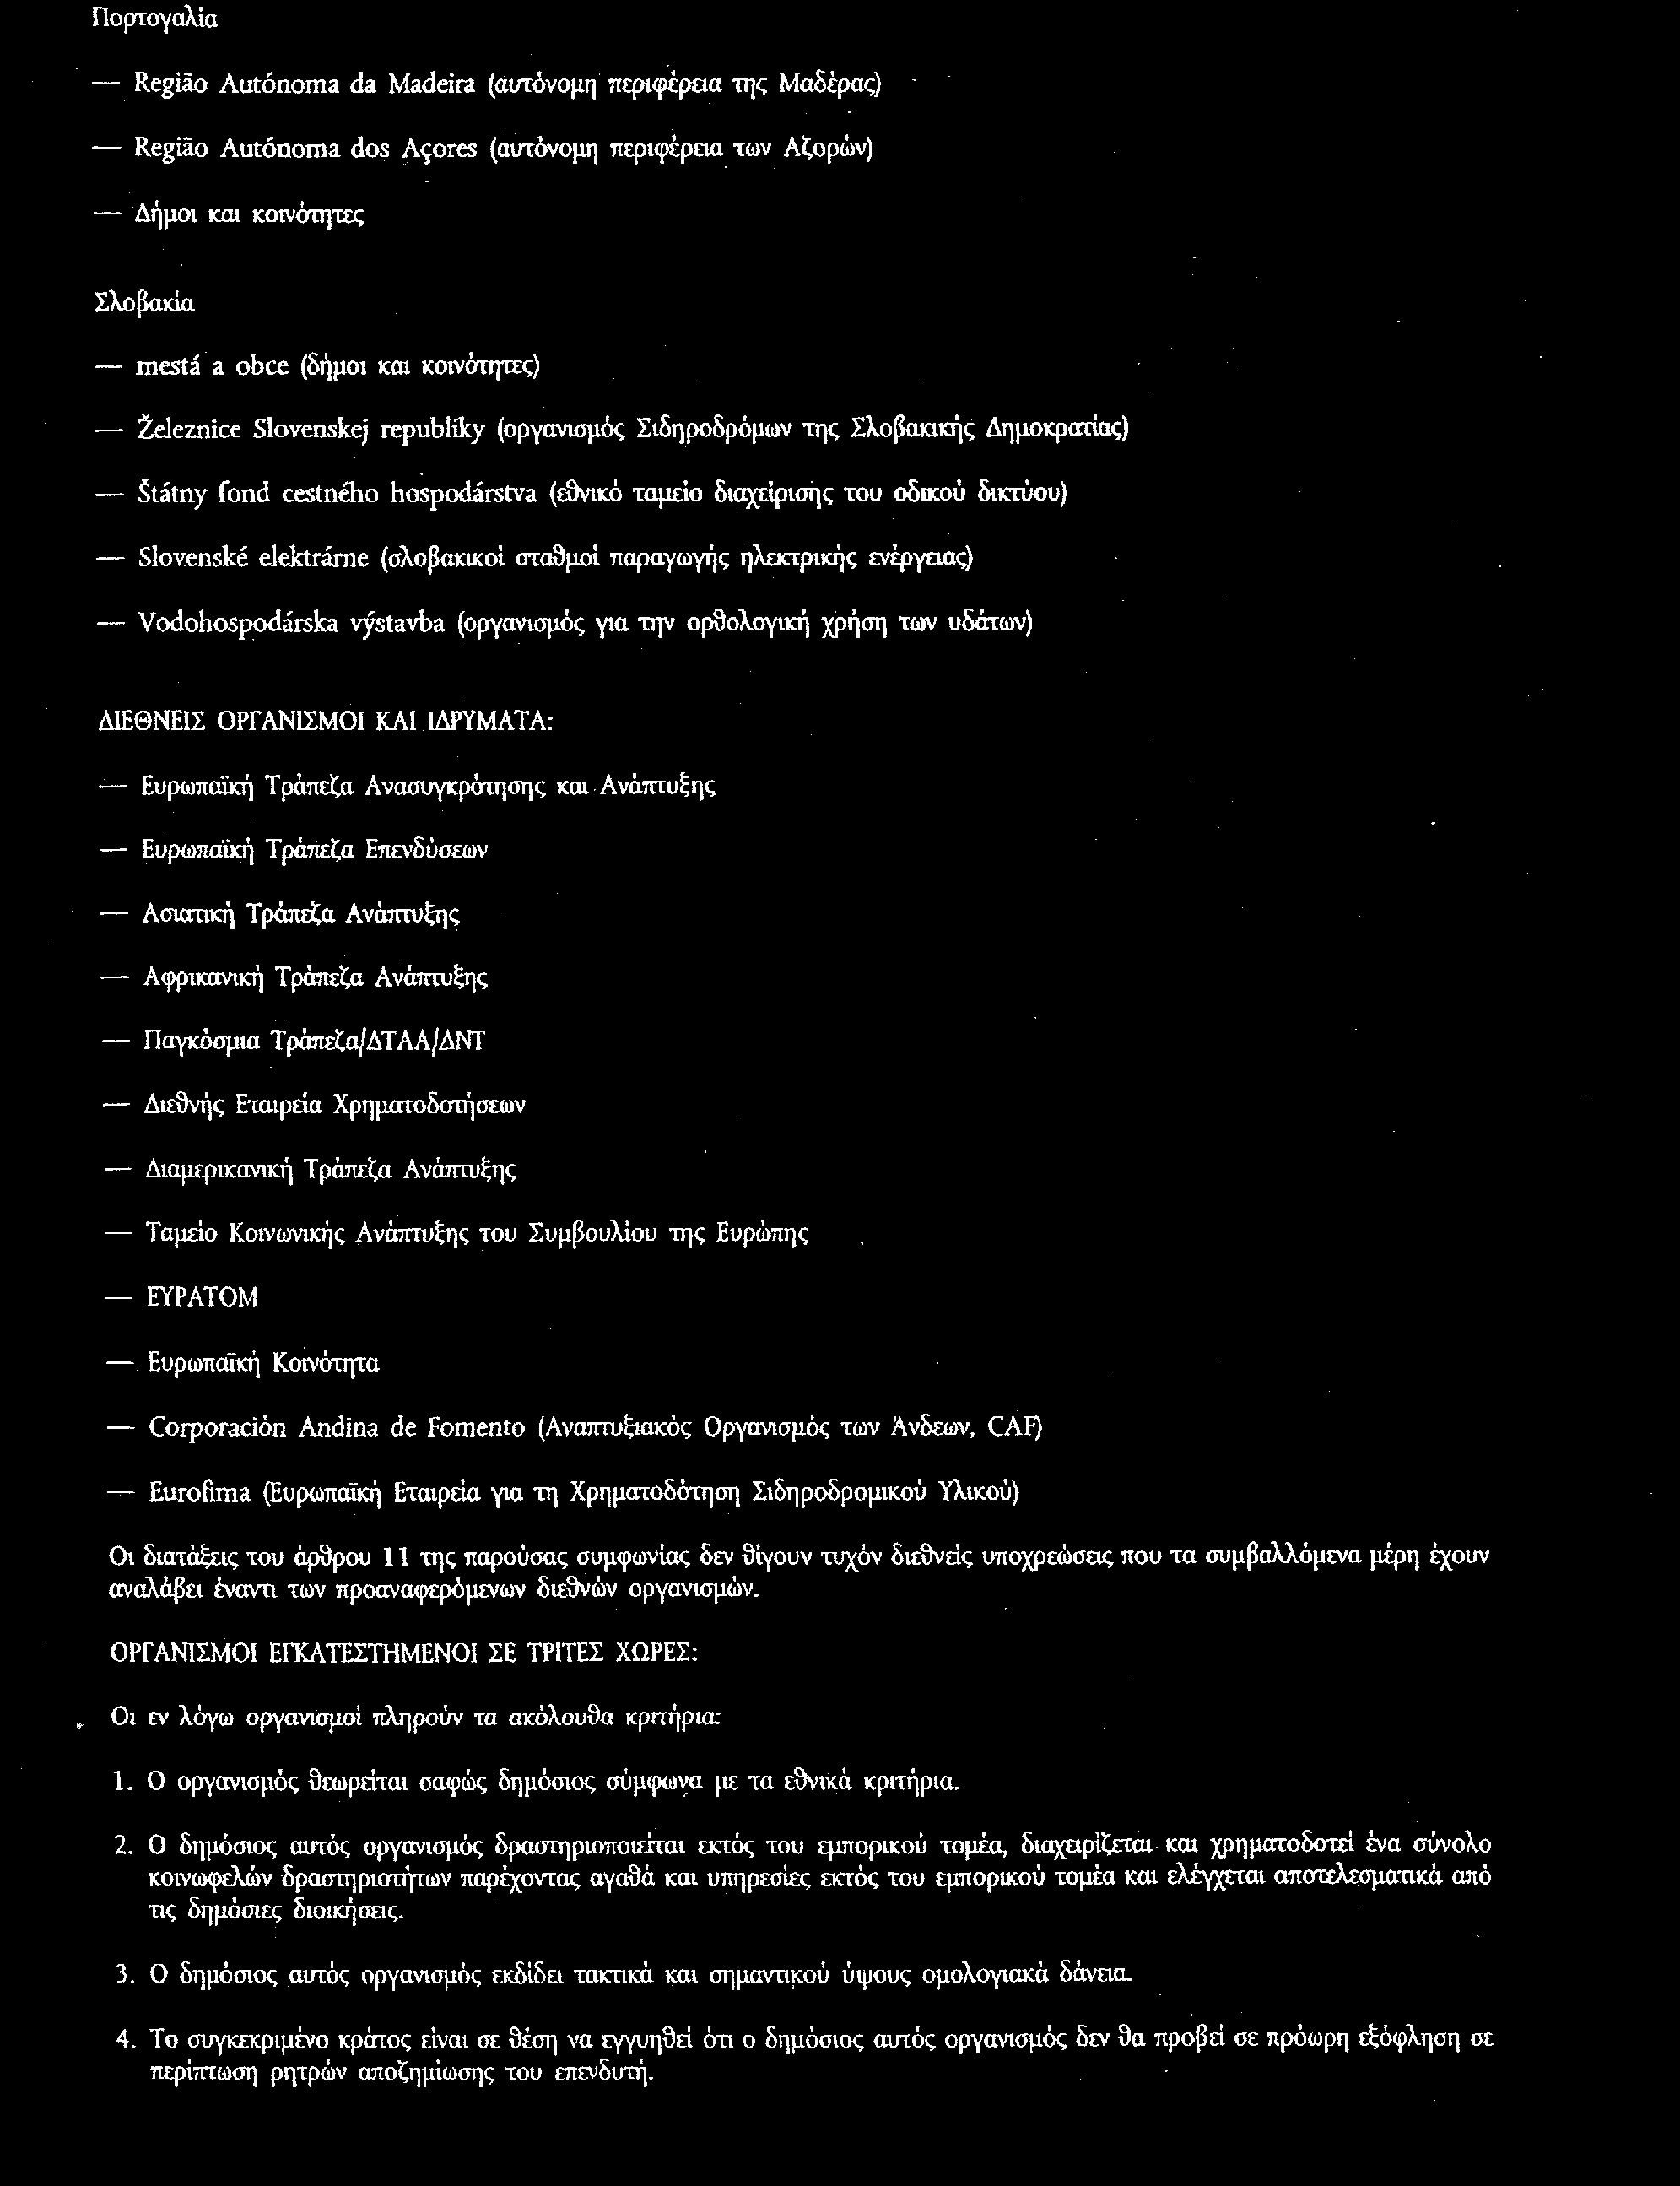 Πορτογαλία
— Região Autónoma da Madeira (αυτόνομη περιφέρεια της Μαδέρας)
— Região Autónoma dos Açores (αυτόνομη περιφέρεια των Αζορών)
— Δήμοι και κοινότητες
Σλοβακία
— mestá a obce (δήμοι και κοινότητες)
— Železnice Slovenskej republiky (οργανισμός Σιδηροδρόμων της Σλοβακικής Δημοκρατίας)
— Štátny fond cestného hospodárstva (εθνικό ταμείο διαχείρισης του οδικού δικτύου)
— Slovenské elektrárne (σλοβακικοί σταθμοί παραγωγής ηλεκτρικής ενέργειας)
— Vodohospodárska výstavba (οργανισμός για την ορθολογική χρήση των υδάτων)
ΔΙΕΘΝΕΙΣ ΟΡΓΑΝΙΣΜΟΙ ΚΑΙ ΙΔΡΥΜΑΤΑ:
— Ευρωπαϊκή Τράπεζα Ανασυγκρότησης και Ανάπτυξης
— Ευρωπαϊκή Τράπεζα Επενδύσεων
— Ασιατική Τράπεζα Ανάπτυξης
— Αφρικανική Τράπεζα Ανάπτυξης
— Παγκόσμια Τράπεζα/ΔΤΑΑ/ΔΝΤ
— Διεθνής Εταιρεία Χρηματοδοτήσεων
— Διαμερικανική Τράπεζα Ανάπτυξης
— Ταμείο Κοινωνικής Ανάπτυξης του Συμβουλίου της Ευρώπης
— ΕΥΡΑΤΟΜ
— Ευρωπαϊκή Κοινότητα
— Corporación Andina de Fomento (Αναπτυξιακός Οργανισμός των Άνδεων, CAF)
— Eurofima (Ευρωπαϊκή Εταιρεία για τη Χρηματοδότηση Σιδηροδρομικού Υλικού)
Οι διατάξεις του άρθρου 11 της παρούσας συμφωνίας δεν θίγουν τυχόν διεθνείς υποχρεώσεις που τα συμβαλλόμενα μέρη έχουν
αναλάβει έναντι των προαναφερόμενων διεθνών οργανισμών.
ΟΡΓΑΝΙΣΜΟΙ ΕΓΚΑΤΕΣΤΗΜΕΝΟΙ ΣΕ ΤΡΙΤΕΣ ΧΩΡΕΣ:
Οι εν λόγω οργανισμοί πληρούν τα ακόλουθα κριτήρια:
1. Ο οργανισμός θεωρείται σαφώς δημόσιος σύμφωνα με τα εθνικά κριτήρια.
2. Ο δημόσιος αυτός οργανισμός δραστηριοποιείται εκτός του εμπορικού τομέα, διαχειρίζεται και χρηματοδοτεί ένα σύνολο
κοινωφελών δραστηριοτήτων παρέχοντας αγαθά και υπηρεσίες εκτός του εμπορικού τομέα και ελέγχεται αποτελεσματικά από
τις δημόσιες διοικήσεις.
3. Ο δημόσιος αυτός οργανισμός εκδίδει τακτικά και σημαντικού ύψους ομολογιακά δάνεια.
4. Το συγκεκριμένο κράτος είναι σε θέση να εγγυηθεί ότι ο δημόσιος αυτός οργανισμός δεν θα προβεί σε πρόωρη εξόφληση σε
περίπτωση ρητρών αποζημίωσης του επενδυτή.